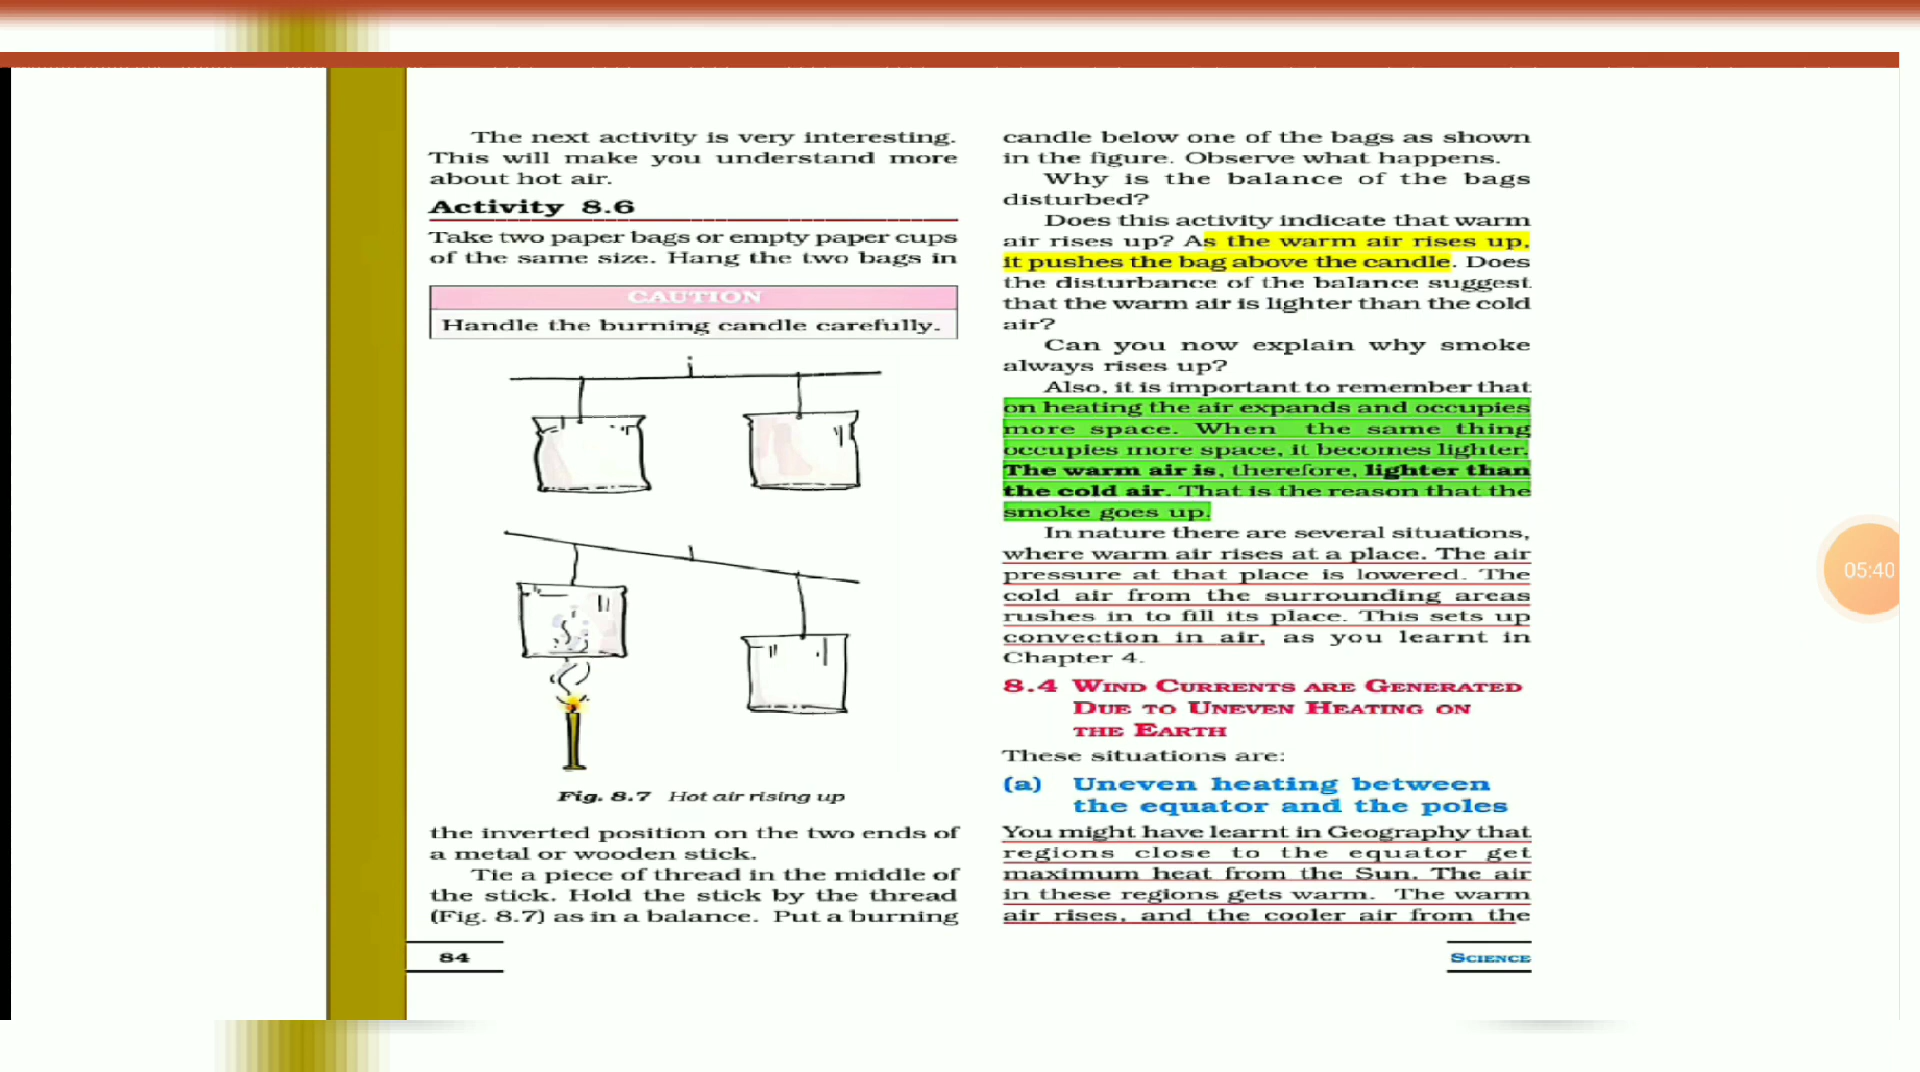 The next activity is very interesting.
This will make you understand more
about hot air.
Activity 8.6
Take two paper bags or empty paper cups
of the same size. Hang the two bags in
CAUTION
Handle the burning candle carefully.
Fig. 8.7 Hot air rising up
the inverted position on the two ends of
a metal or wooden stick.
Tie a piece of thread in the middle of
the stick. Hold the stick by the thread
(Fig. 8.7) as in a balance. Put a burning
84
candle below one of the bags as shown
in the figure. Observe what happens.
Why is the balance of the bags
disturbed?
Does this activity indicate that warm
air rises up? As the warm air rises up,
it pushes the bag above the candle. Does
the disturbance of the balance suggest
that the warm air is lighter than the cold
air?
Can you now explain why smoke
always rises up?
Also, it is important to remember that
on heating the air expands and occupies
more space. When the same thing
occupies more space, it becomes lighter.
The warm air is, therefore, lighter than
the cold air. That is the reason that the
smoke goes up.
In nature there are several situations,
where warm air rises at a place. The air
pressure at that place is lowered. The
cold air from the surrounding areas
rushes in to fill its place. This sets up
convection in air, as you learnt in
Chapter 4.
8.4 WIND CURRENTS ARE GENERATED
DUE TO UNEVEN HEATING ON
THE EARTH
These situations are:
(a) Uneven heating between
the equator and the poles
You might have learnt in Geography that
regions close to the equator get
maximum heat from the Sun. The air
in these regions gets warm. The warm
air rises, and the cooler air from the
SCIENCE
05:40